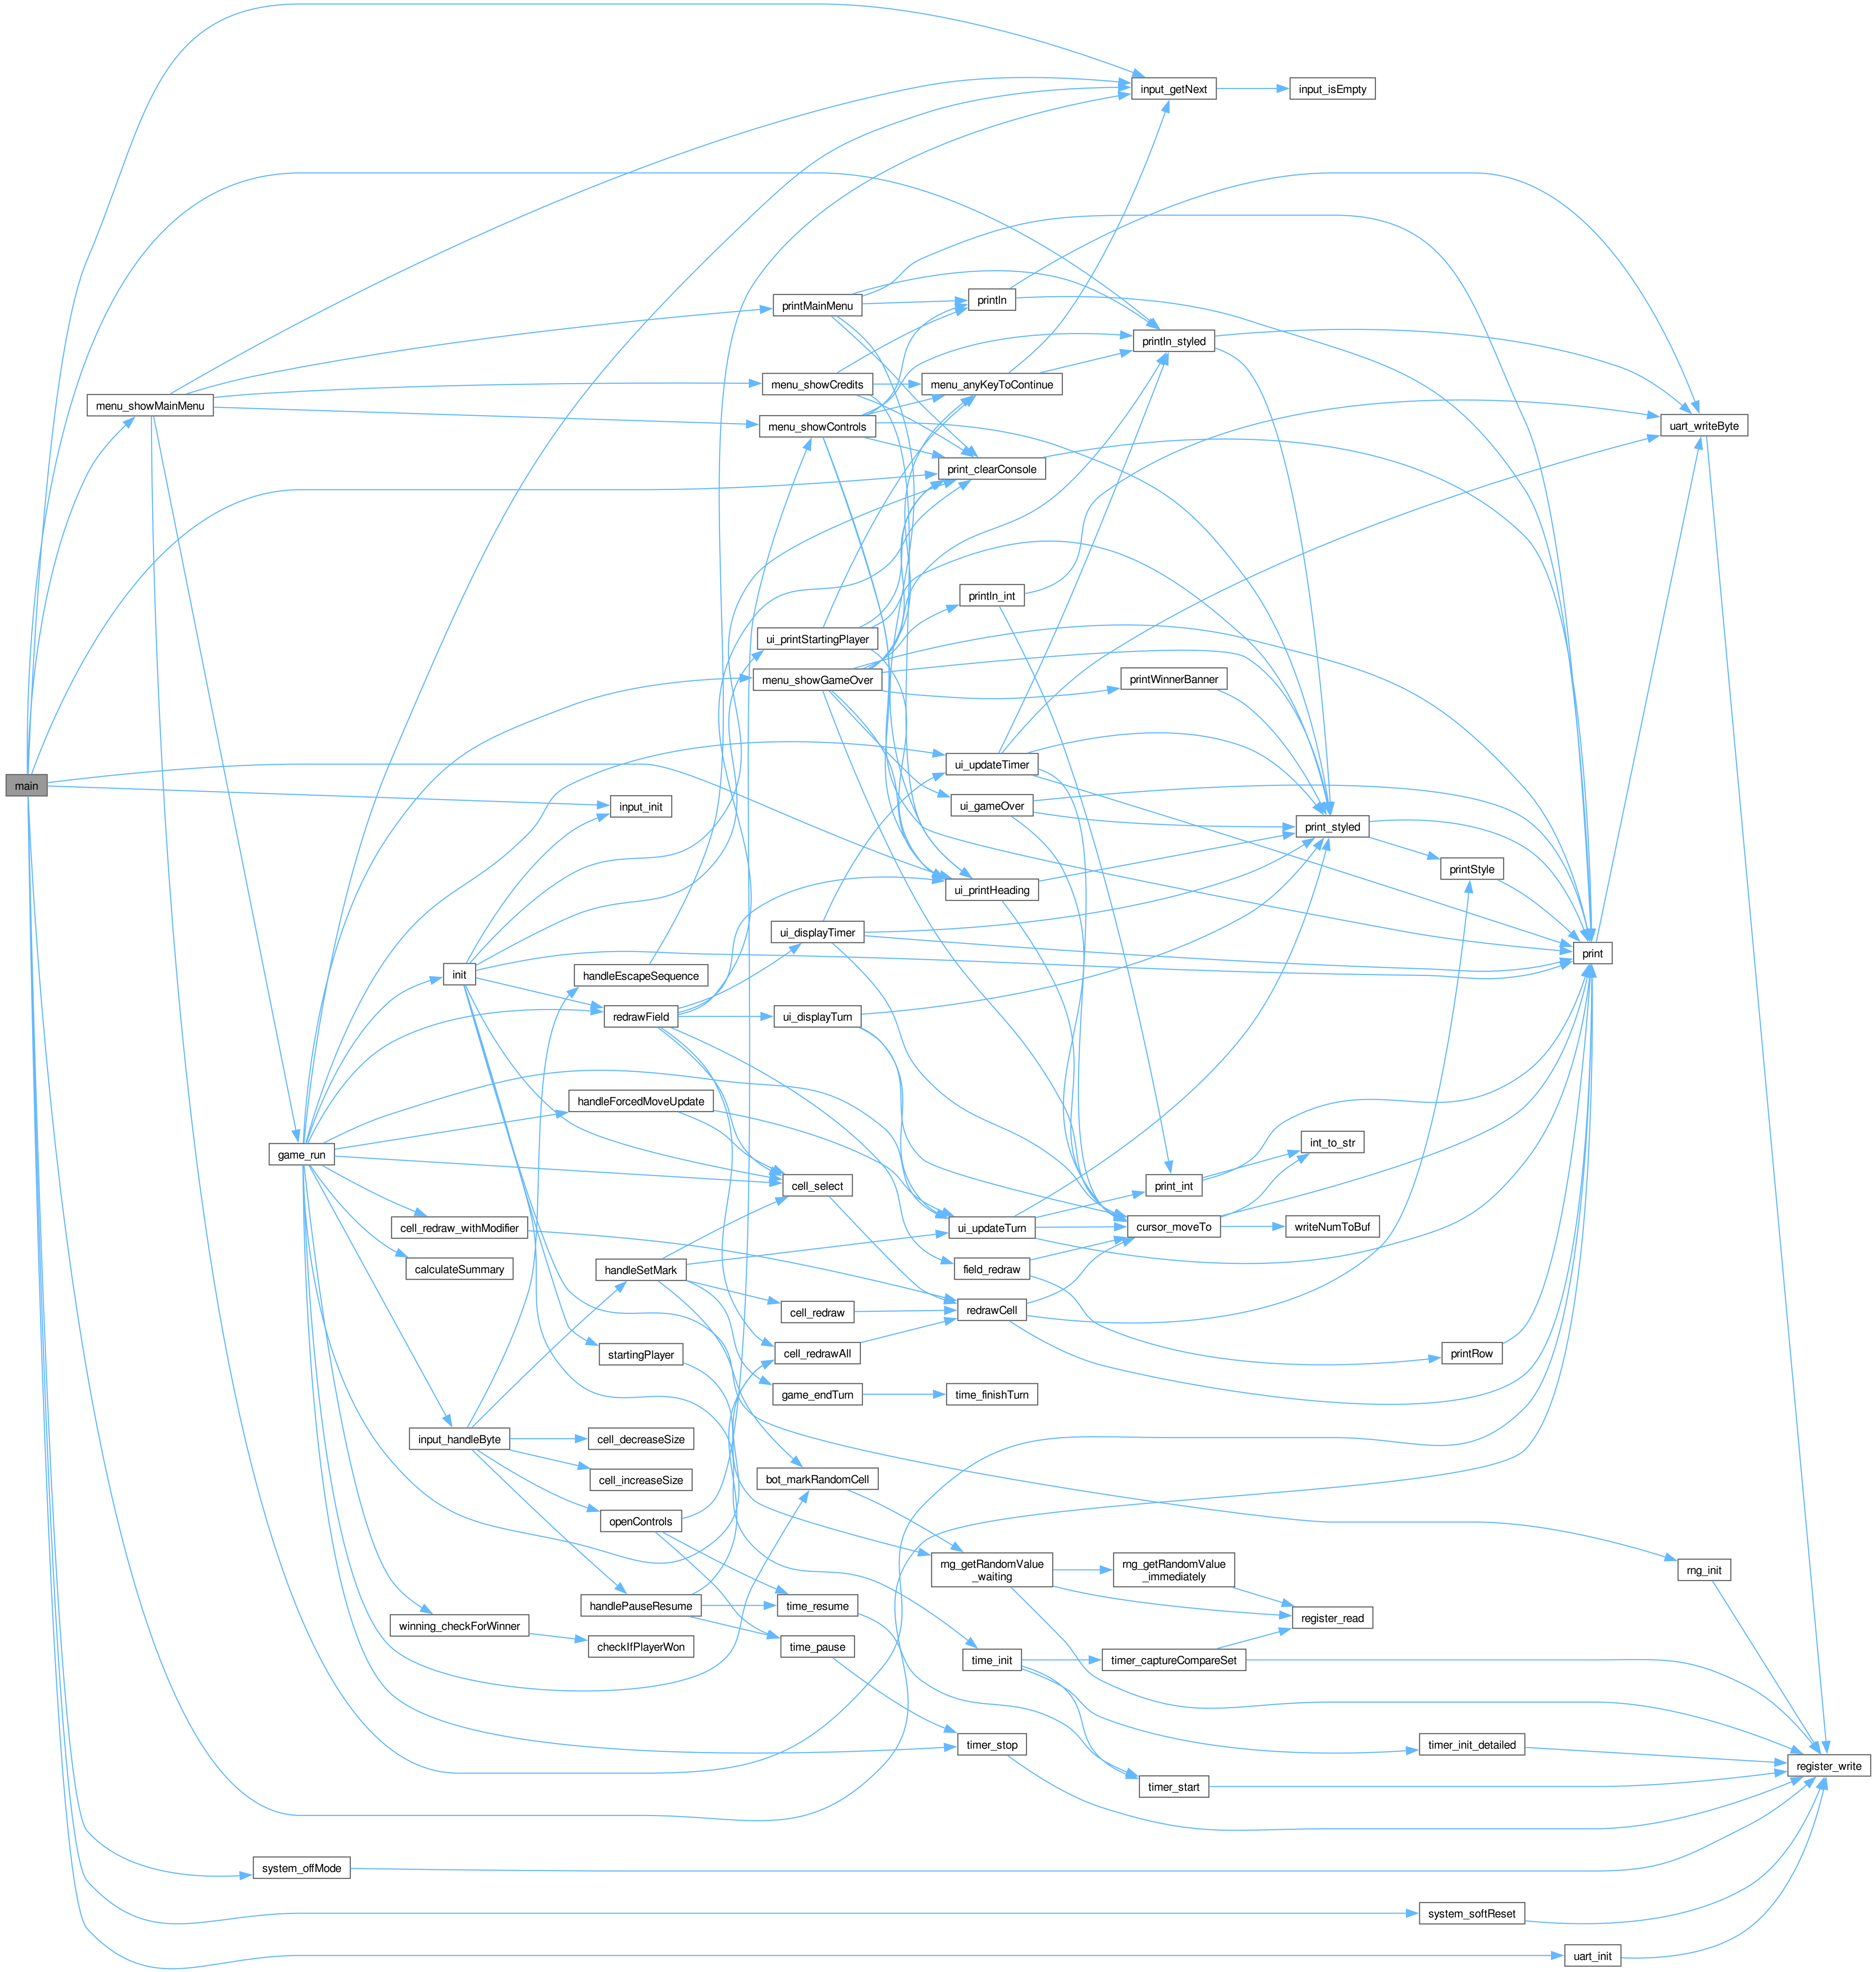 input_getNext
input_isEmpty
printMainMenu
println
println_styled
menu_showCredits
menu_anyKeyToContinue
menu_showMainMenu
menu_showControls
uart_writeByte
print_clearConsole
println_int
ui_printStartingPlayer
menu_showGameOver
printWinnerBanner
main
ui_updateTimer
input_init
ui_gameOver
print_styled
printStyle
ui_printHeading
ui_displayTimer
print
init
handleEscapeSequence
redrawField
ui_displayTurn
handleForcedMoveUpdate
game_run
int_to_str
cell_select
print_int
cell_redraw_withModifier
ui_updateTurn
cursor_moveTo
writeNumToBuf
calculateSummary
handleSetMark
field_redraw
cell_redraw
redrawCell
startingPlayer
cell_redrawAll
printRow
game_endTurn
time_finishTurn
input_handleByte
cell_decreaseSize
cell_increaseSize
bot_markRandomCell
openControls
rng_getRandomValue
_waiting
rng_getRandomValue
_immediately
rng_init
handlePauseResume
time_resume
register_read
winning_checkForWinner
checkIfPlayerWon
time_pause
time_init
timer_captureCompareSet
timer_stop
timer_init_detailed
register_write
timer_start
system_offMode
system_softReset
uart_init